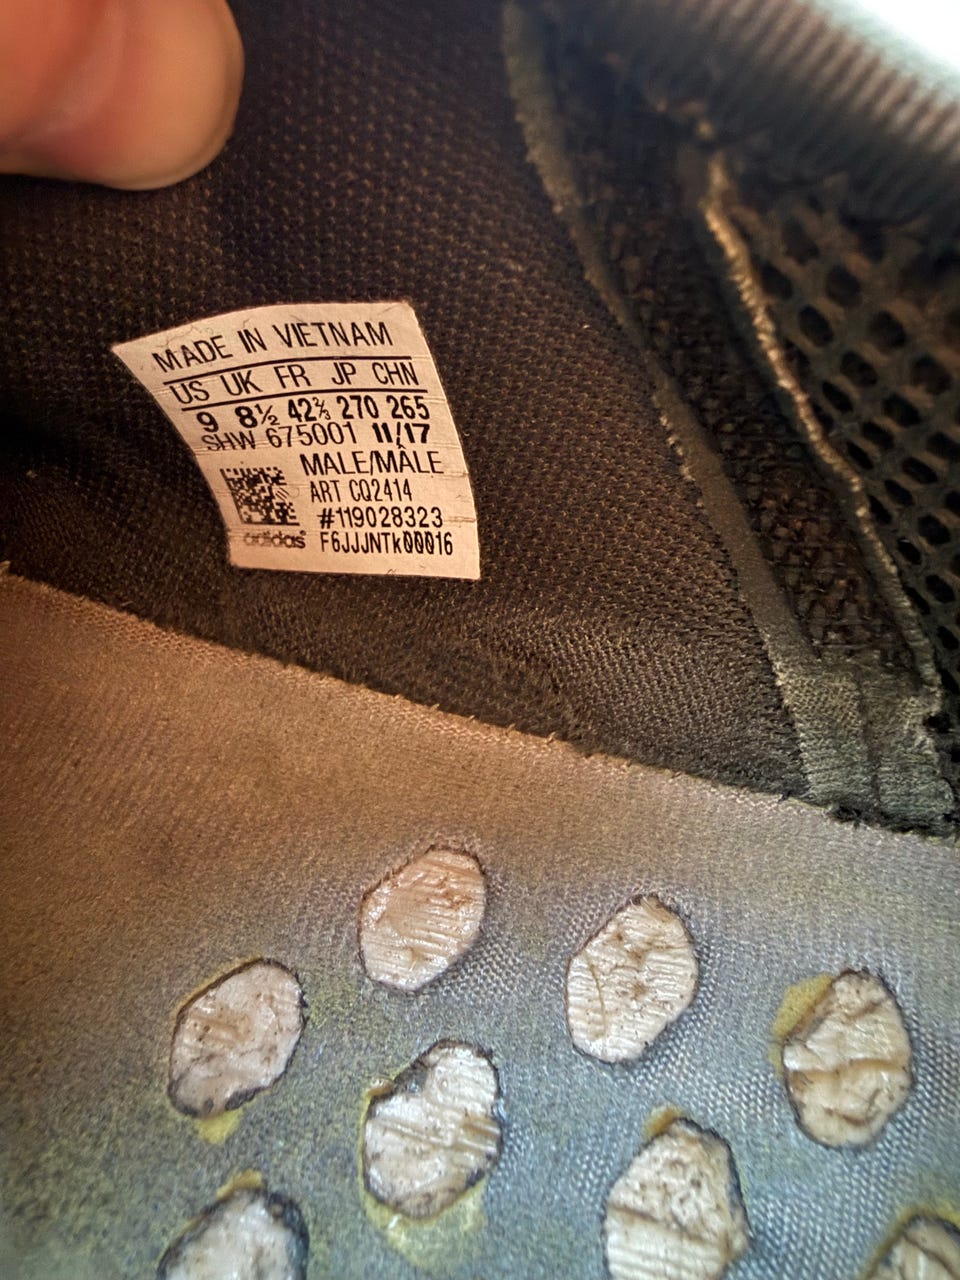 MADE IN VIETNAM
US UK FR JP CHN
9 8½ 42⅔ 270 265
SHW 675001 11/17
MALE/MÂLE
ART CQ2414
#119028323
adidas® F6JJJNTk00016